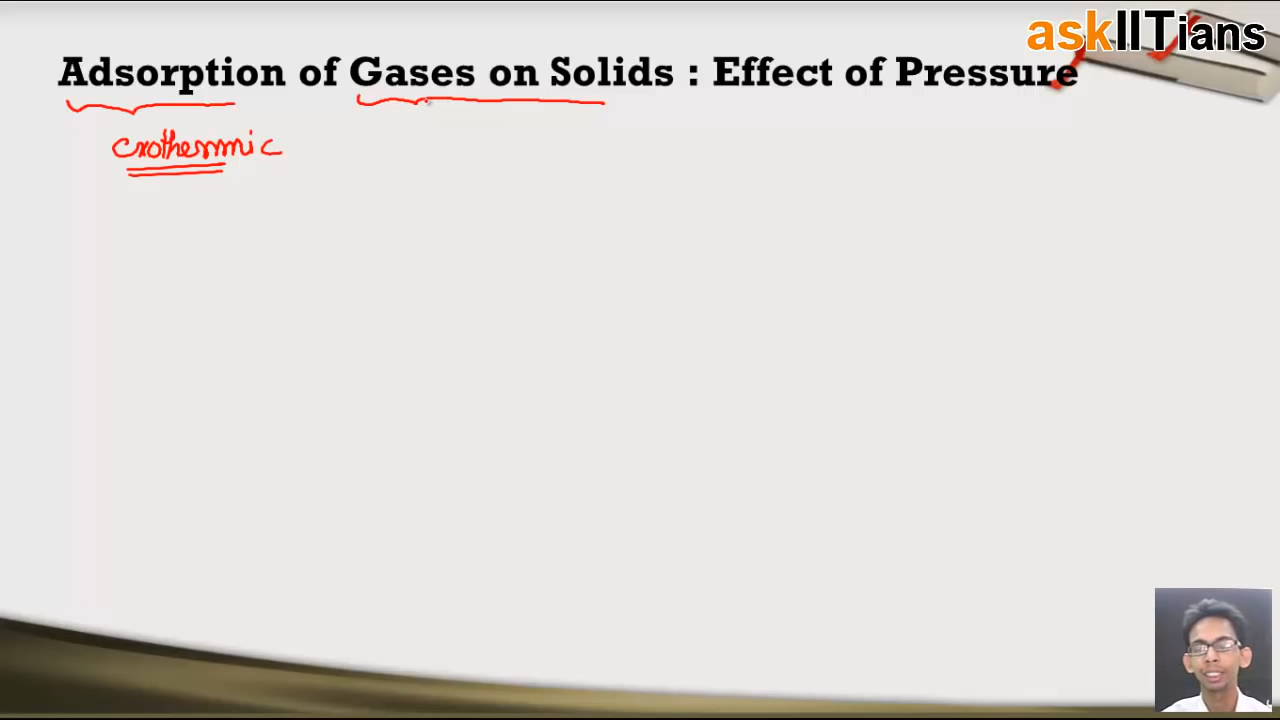 askIITians
Adsorption of Gases on Solids : Effect of Pressure
exothermic